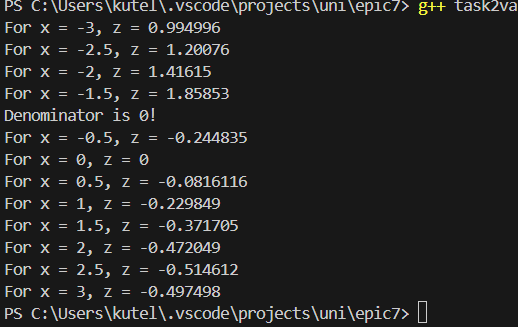 PS C:\Users\kutel\.vscode\projects\uni\epic7> g++ task2va
For x = -3, z = 0.994996
For x = -2.5, z = 1.20076
For x = -2, z = 1.41615
For x = -1.5, z = 1.85853
Denominator is 0!
For x = -0.5, z = -0.244835
For x = 0, z = 0
For x = 0.5, z = -0.0816116
For x = 1, z = -0.229849
For x = 1.5, z = -0.371705
For x = 2, z = -0.472049
For x = 2.5, z = -0.514612
For x = 3, z = -0.497498
PS C:\Users\kutel\.vscode\projects\uni\epic7>